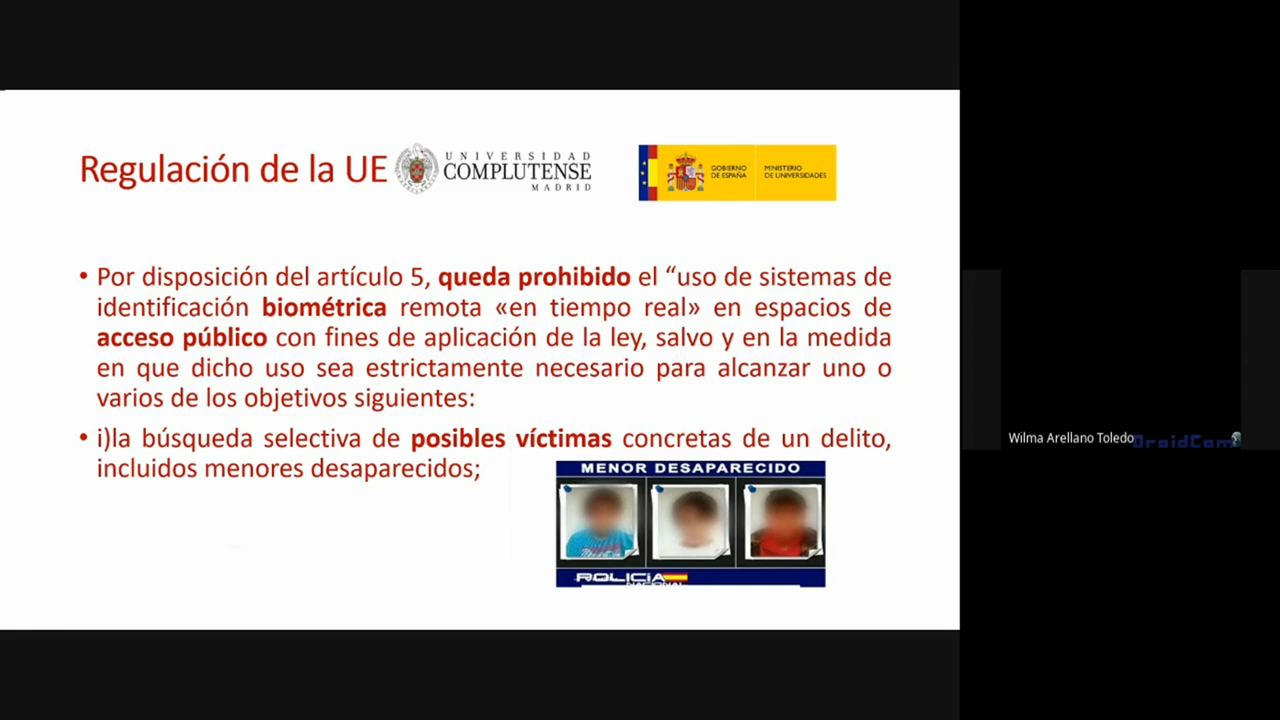 Regulación de la UE
UNIVERSIDAD
COMPLUTENSE
MADRID
GOBIERNO
DE ESPAÑA
MINISTERIO
DE UNIVERSIDADES
• Por disposición del artículo 5, queda prohibido el “uso de sistemas de
identificación biométrica remota «en tiempo real» en espacios de
acceso público con fines de aplicación de la ley, salvo y en la medida
en que dicho uso sea estrictamente necesario para alcanzar uno o
varios de los objetivos siguientes:
• i)la búsqueda selectiva de posibles víctimas concretas de un delito,
incluidos menores desaparecidos;
MENOR DESAPARECIDO
POLICÍA
NACIONAL
Wilma Arellano Toledo
DroidCam